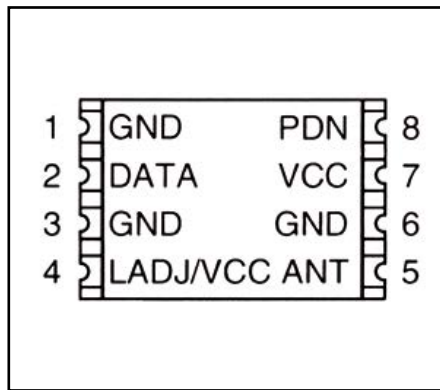 1 GND PDN 8
2 DATA VCC 7
3 GND GND 6
4 LADJ/VCC ANT 5